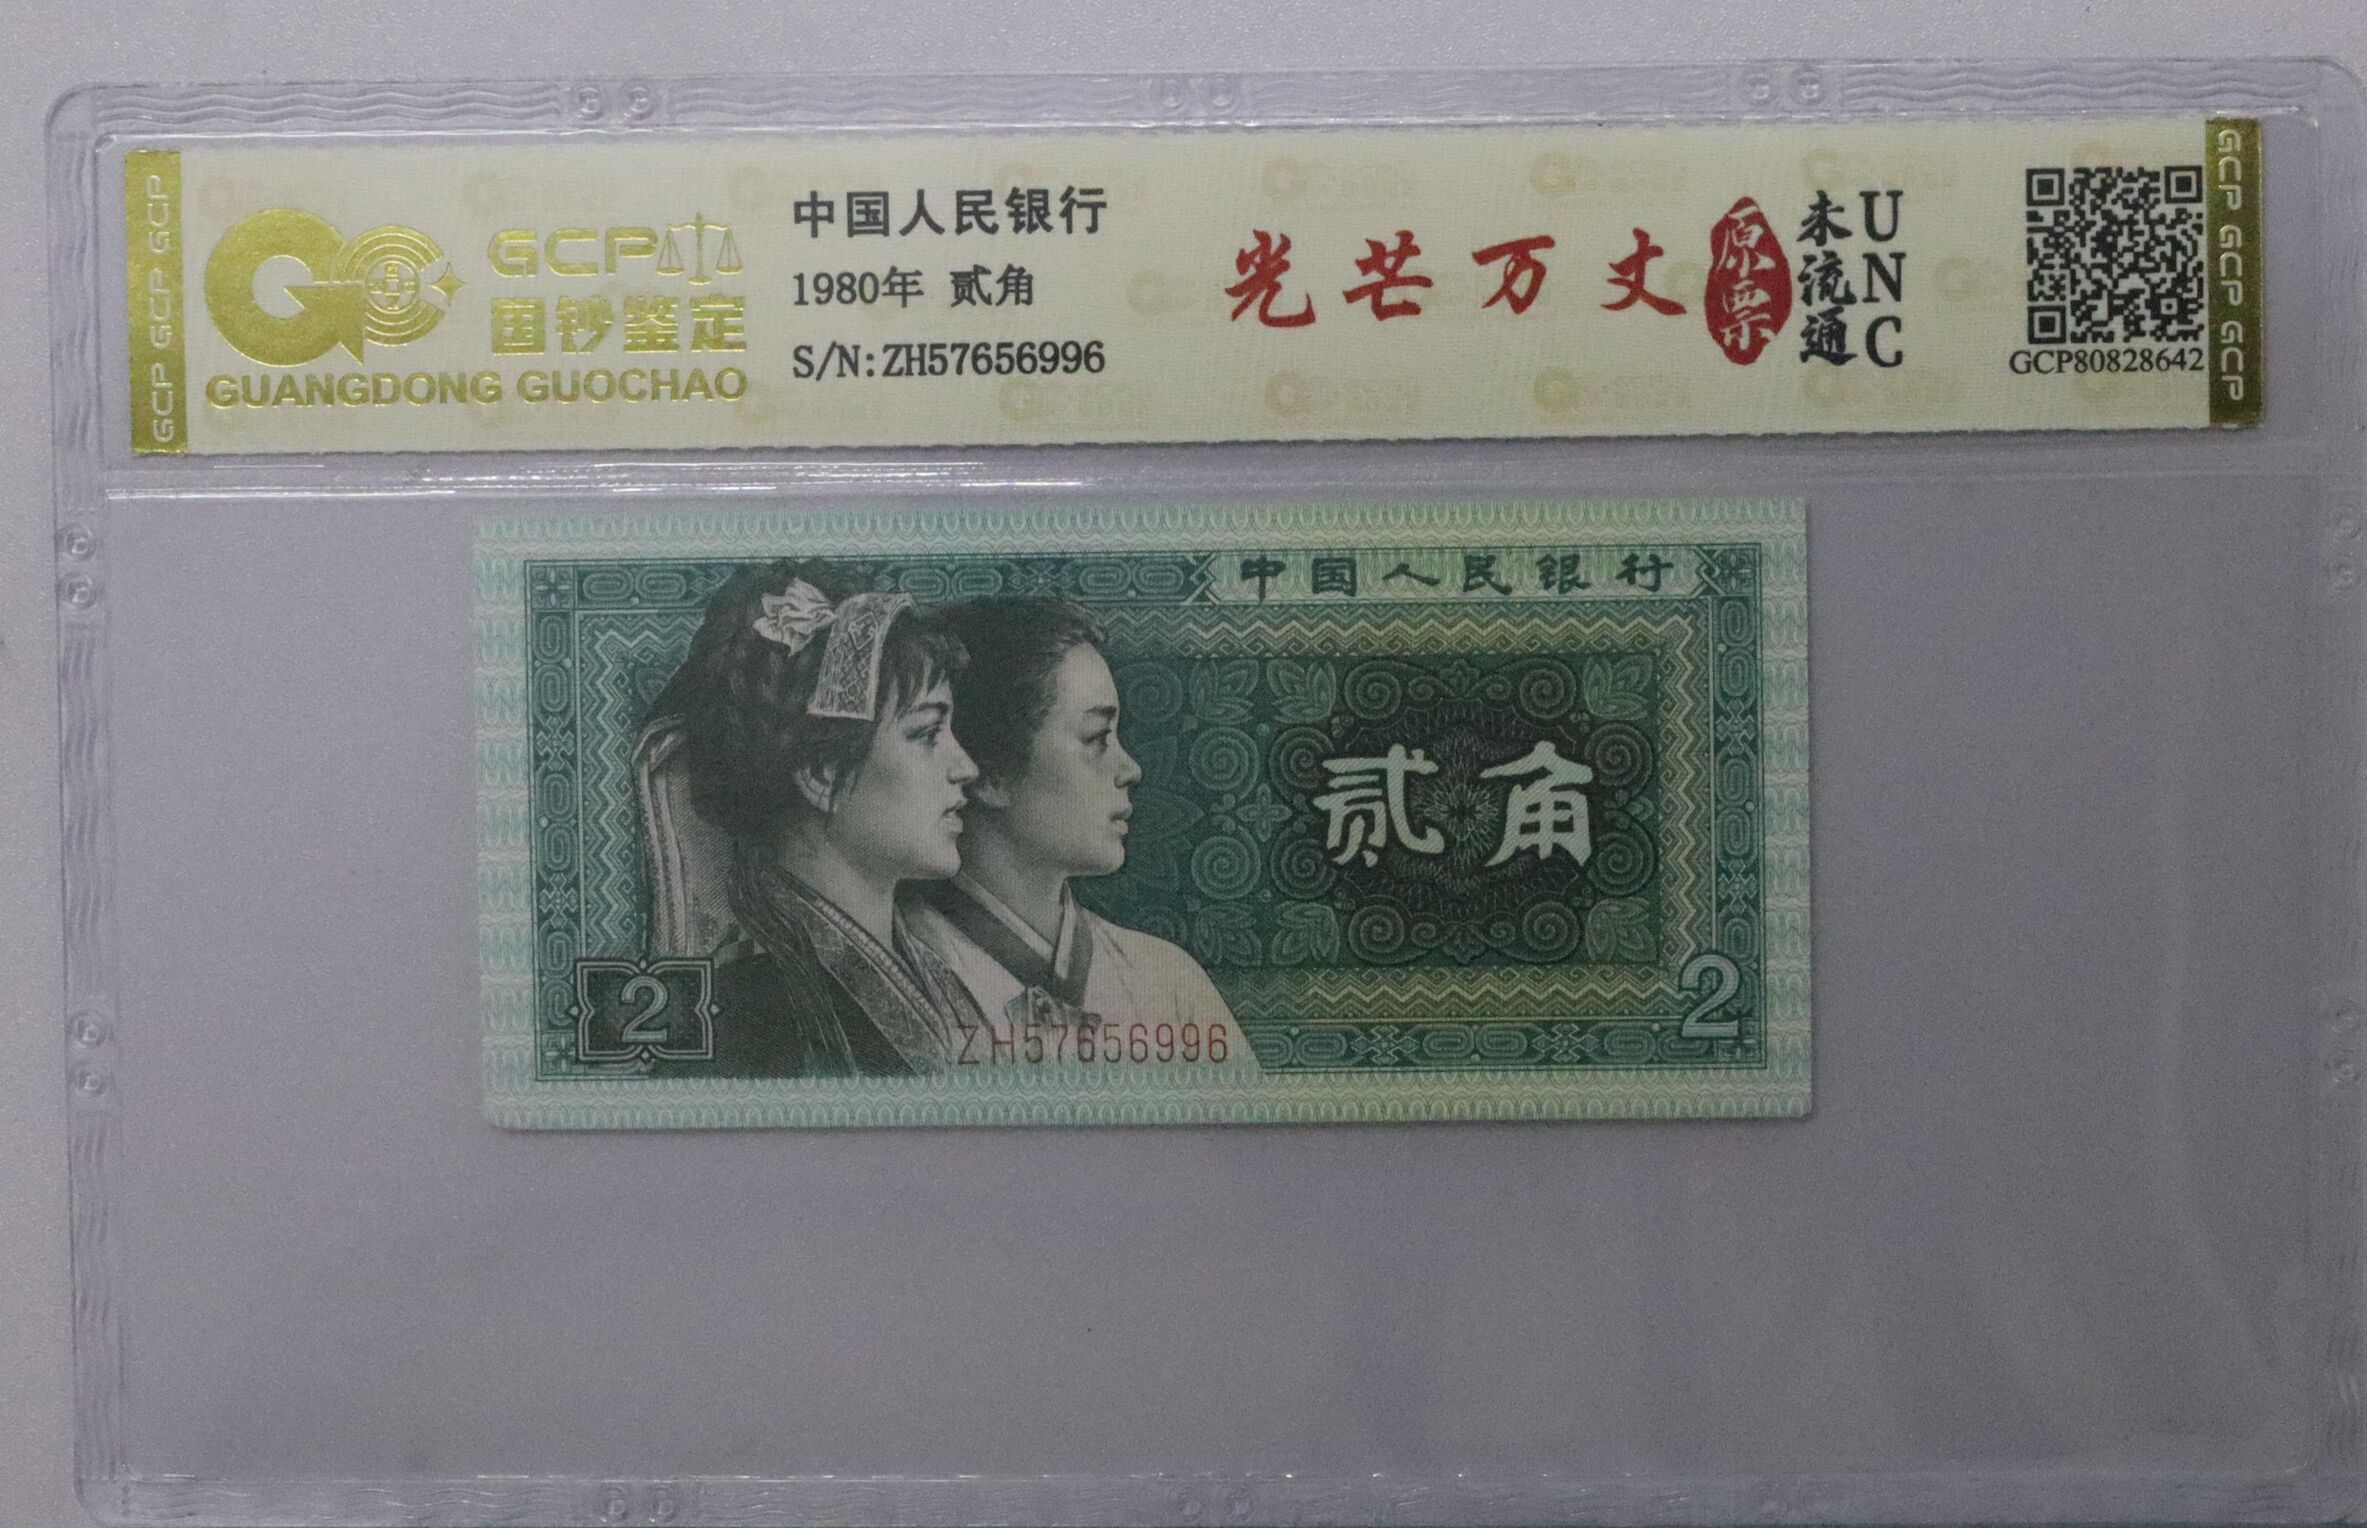 GCP GCP GCP
GCP
国钞鉴定
GUANGDONG GUOCHAO
中国人民银行
1980年 贰角
S/N:ZH57656996
光芒万丈
原票
未流通
UNC
GCP80828642
GCP GCP GCP
中国人民银行
贰角
2
2
ZH57656996